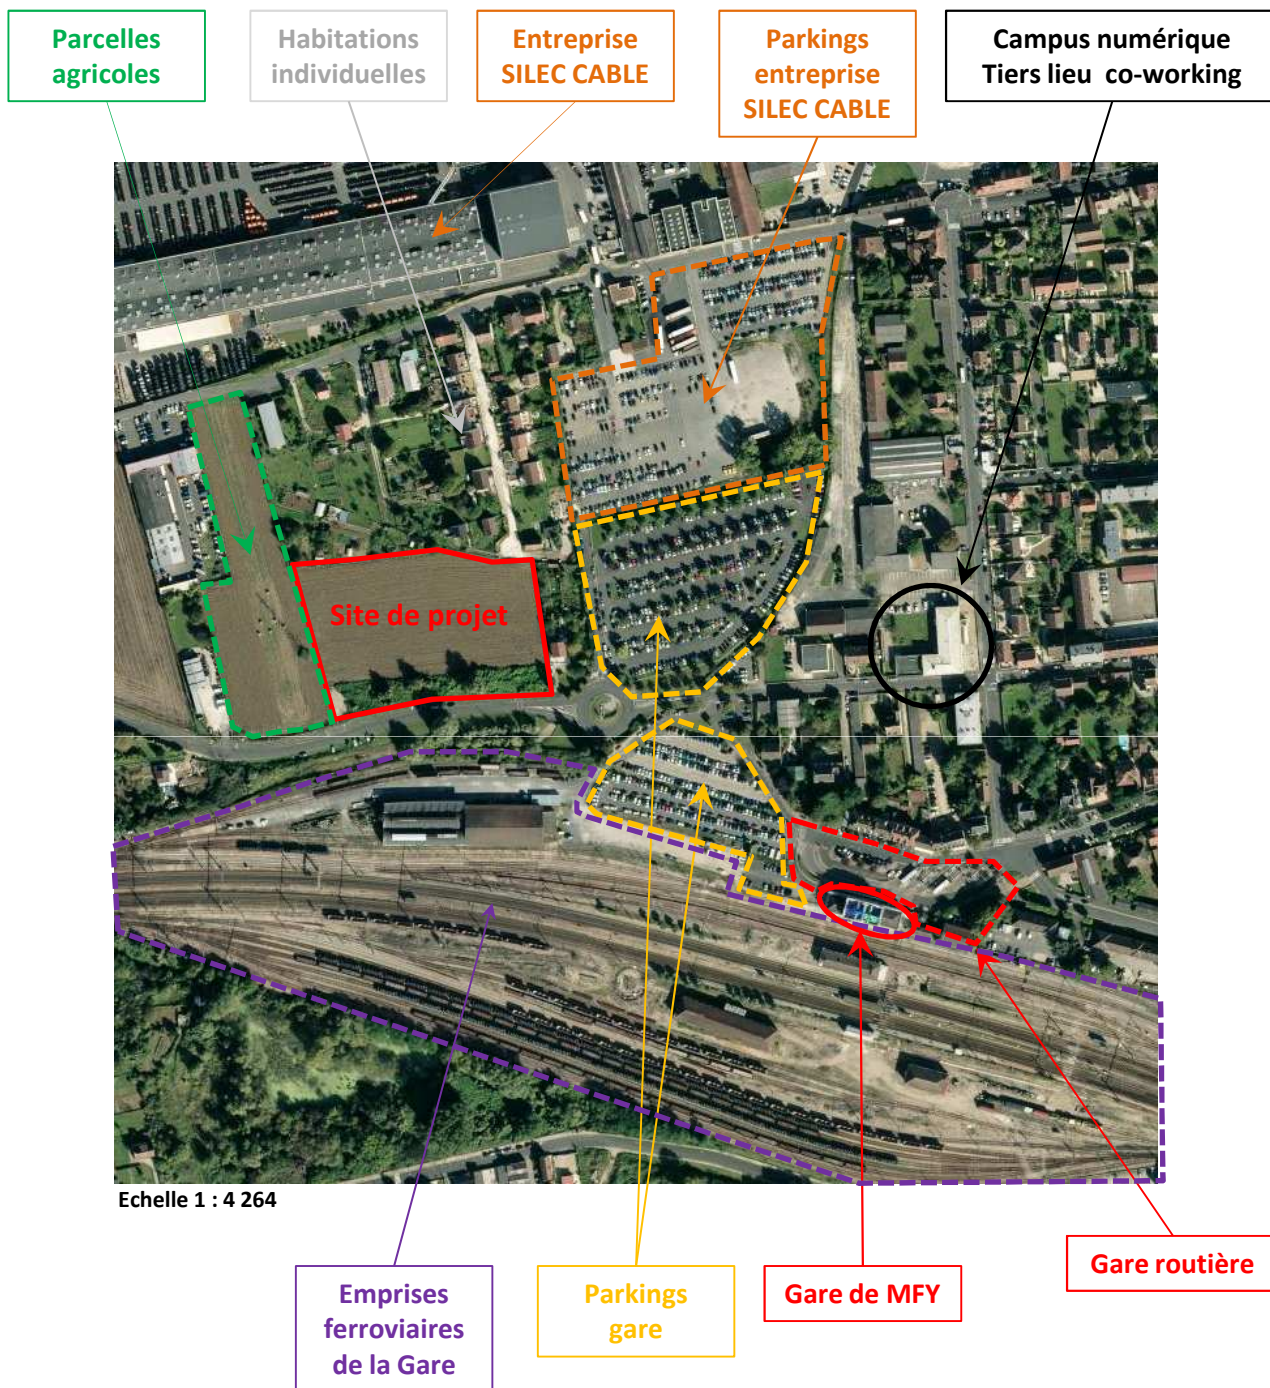 Parcelles
agricoles
Habitations
individuelles
Entreprise
SILEC CABLE
Parkings
entreprise
SILEC CABLE
Campus numérique
Tiers lieu co-working
Site de projet
Echelle 1 : 4 264
Emprises
ferroviaires
de la Gare
Parkings
gare
Gare de MFY
Gare routière